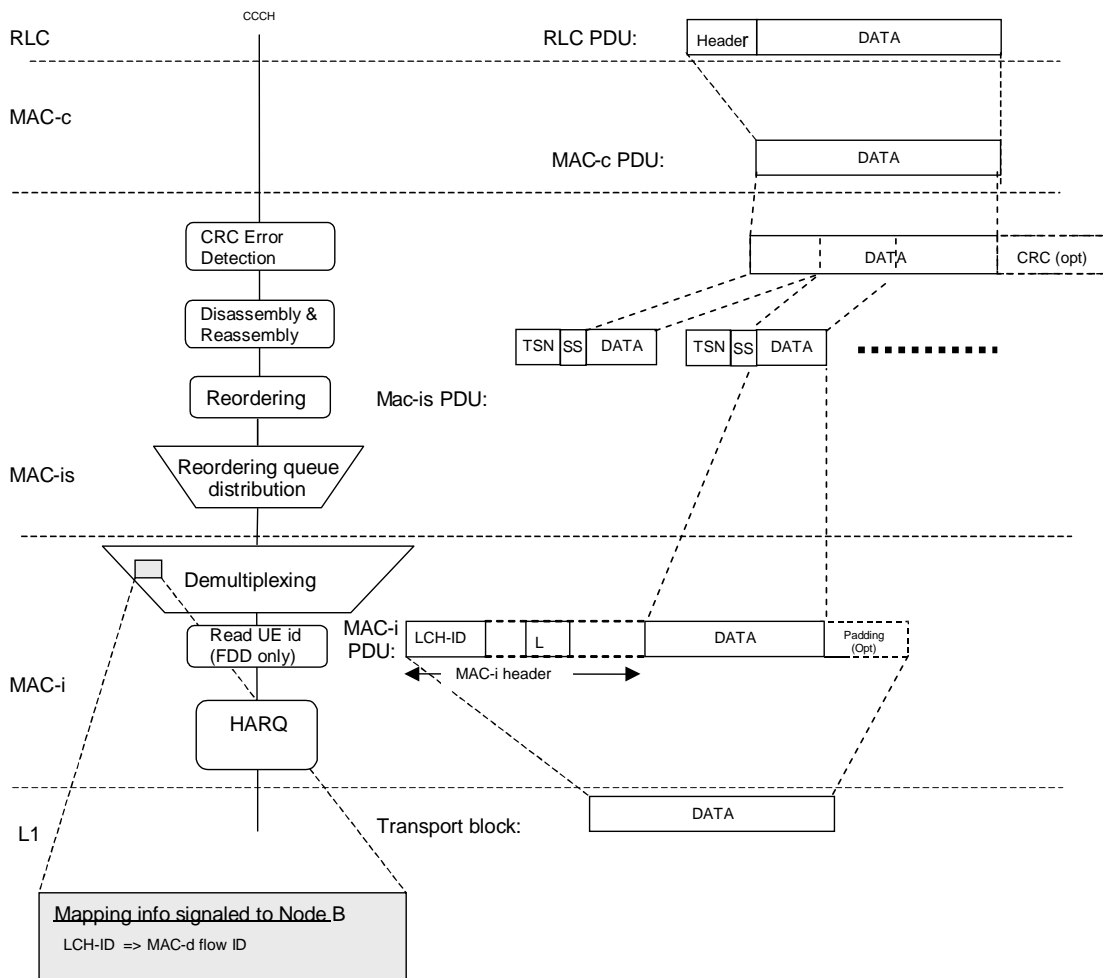 CCCH
RLC
RLC PDU:
Header
DATA
MAC-c
MAC-c PDU:
DATA
CRC Error
Detection
DATA
CRC (opt)
Disassembly &
Reassembly
TSN
SS
DATA
TSN
SS
DATA
Reordering
Mac-is PDU:
MAC-is
Reordering queue
distribution
Demultiplexing
Read UE id
(FDD only)
MAC-i
PDU:
LCH-ID
L
DATA
Padding
(Opt)
MAC-i header
MAC-i
HARQ
L1
Transport block:
DATA
Mapping info signaled to Node B
LCH-ID => MAC-d flow ID